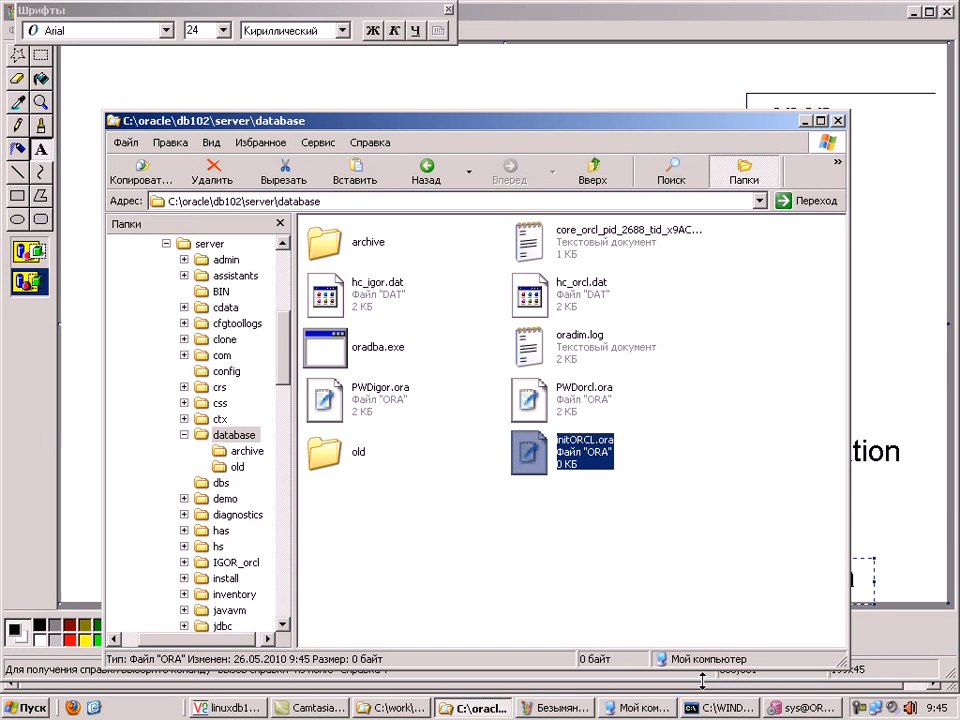 Шрифты
Arial
24
Кириллический
Ж К Ч
C:\oracle\db102\server\database
Файл Правка Вид Избранное Сервис Справка
Копироват... Удалить Вырезать Вставить Назад Вперед Вверх Поиск Папки
Адрес: C:\oracle\db102\server\database Переход
Папки
server
admin
assistants
BIN
cdata
cfgtoollogs
clone
com
config
crs
css
ctx
database
archive
old
dbs
demo
diagnostics
has
hs
IGOR_orcl
install
inventory
javavm
jdbc
archive
core_orcl_pid_2688_tid_x9AC...
Текстовый документ
1 КБ
hc_igor.dat
Файл "DAT"
2 КБ
hc_orcl.dat
Файл "DAT"
2 КБ
oradba.exe
oradim.log
Текстовый документ
2 КБ
PWDigor.ora
Файл "ORA"
2 КБ
PWDorcl.ora
Файл "ORA"
2 КБ
old
initORCL.ora
Файл "ORA"
0 КБ
tion
Тип: Файл "ORA" Изменен: 26.05.2010 9:45 Размер: 0 байт
0 байт
Мой компьютер
Для получения справки
Пуск
linuxdb1...
Camtasia...
C:\work\...
C:\oracl...
Безымян...
Мой ком...
C:\WIND...
sys@OR...
9:45